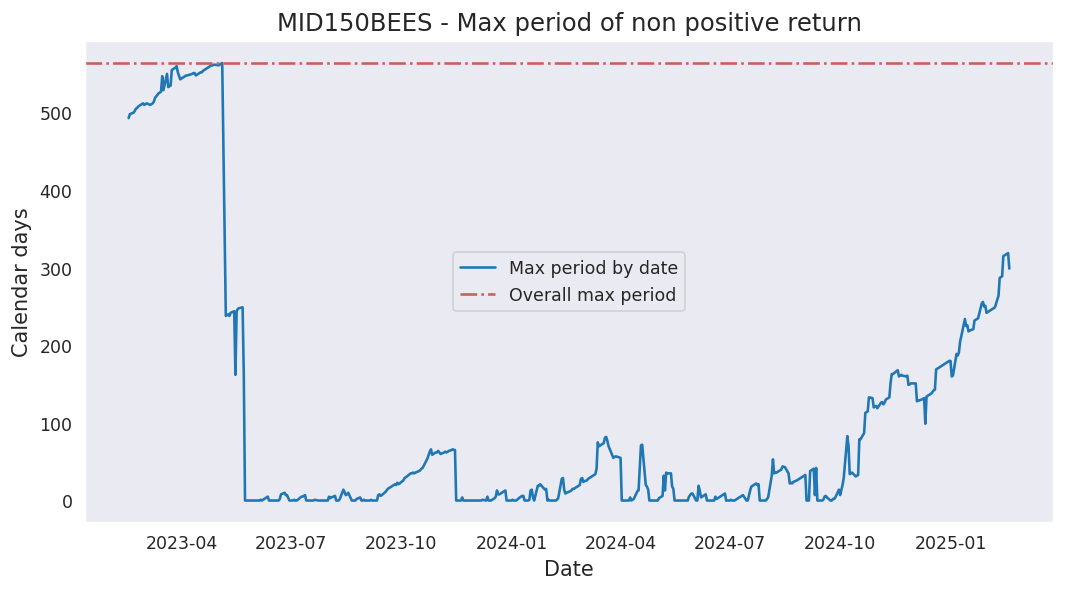 MID150BEES - Max period of non positive return
Calendar days
500
400
300
200
100
0
Max period by date
Overall max period
2023-04
2023-07
2023-10
2024-01
2024-04
2024-07
2024-10
2025-01
Date